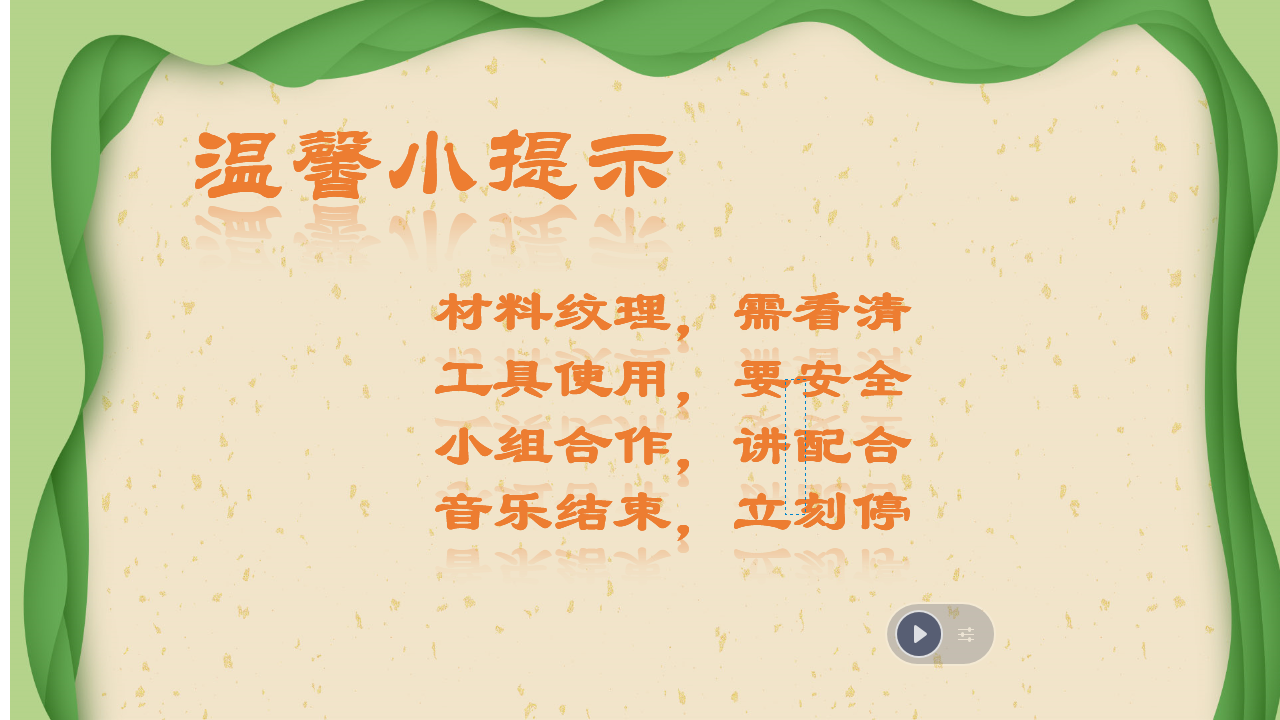 温馨小提示
材料纹理，需看清
工具使用，要安全
小组合作，讲配合
音乐结束，立刻停